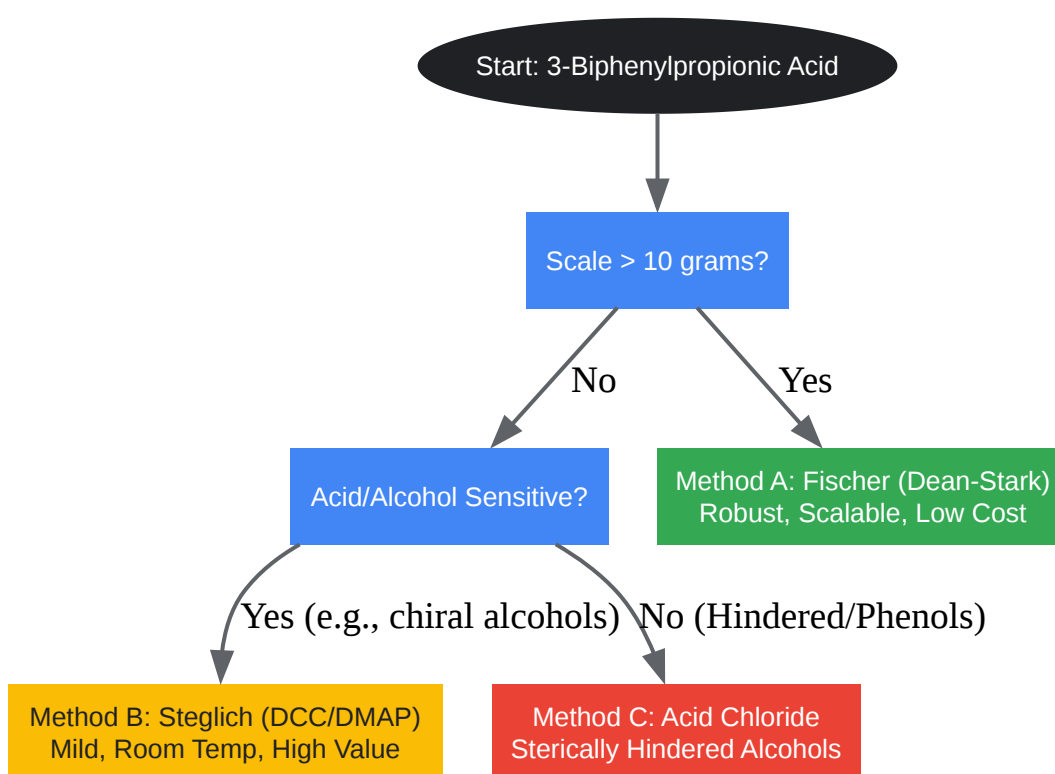 Start: 3-Biphenylpropionic Acid
Scale > 10 grams?
No
Yes
Acid/Alcohol Sensitive?
Method A: Fischer (Dean-Stark)
Robust, Scalable, Low Cost
Yes (e.g., chiral alcohols)
No (Hindered/Phenols)
Method B: Steglich (DCC/DMAP)
Mild, Room Temp, High Value
Method C: Acid Chloride
Sterically Hindered Alcohols